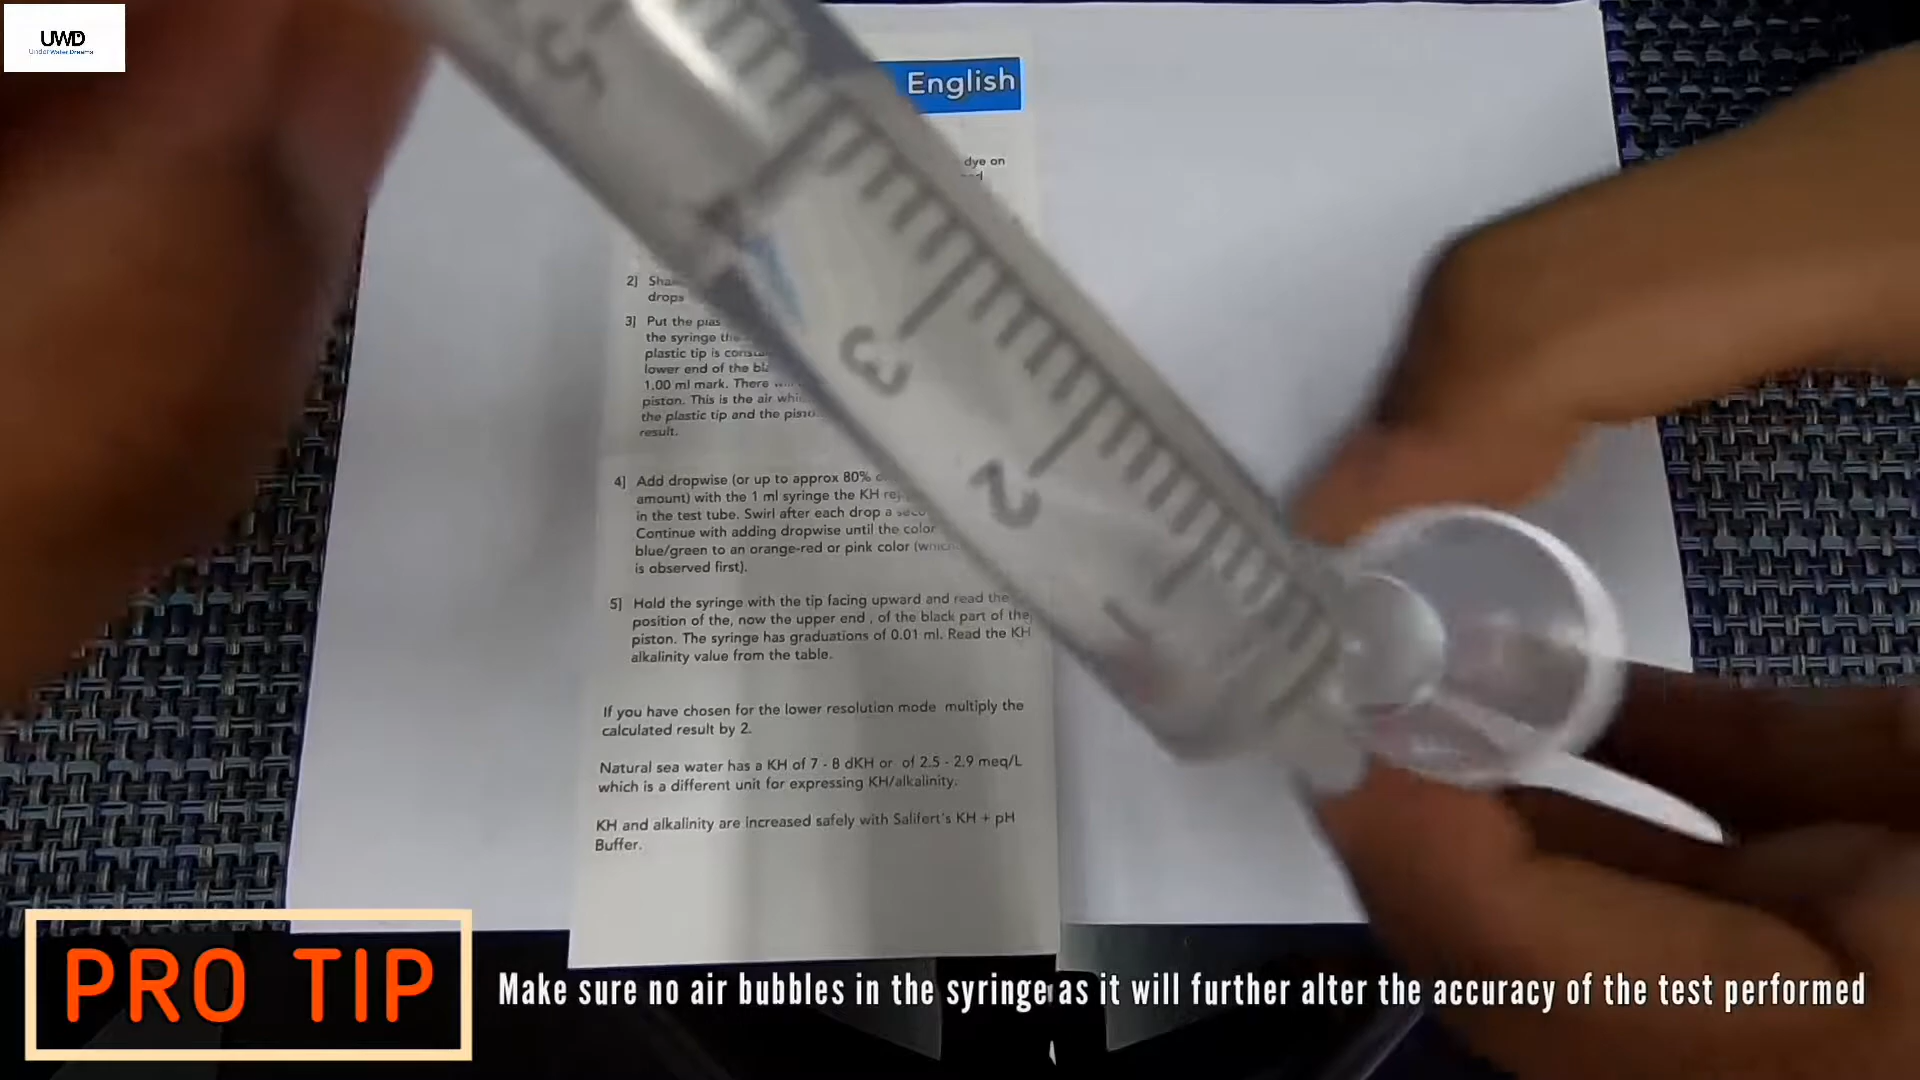 UWD
UnderWater Dreams
English
dye on
2] Sha
drops
3] Put the plas
the syringe the
plastic tip is const
lower end of the bla
1.00 ml mark. There
piston. This is the air whi
the plastic tip and the pisto
result.
4] Add dropwise (or up to approx 80%
amount) with the 1 ml syringe the KH
in the test tube. Swirl after each drop a
Continue with adding dropwise until the color
blue/green to an orange-red or pink color
is observed first).
5] Hold the syringe with the tip facing upward and read the
position of the, now the upper end , of the black part of the
piston. The syringe has graduations of 0.01 ml. Read the KH
alkalinity value from the table.
If you have chosen for the lower resolution mode multiply the
calculated result by 2.
Natural sea water has a KH of 7 - 8 dKH or of 2.5 - 2.9 meq/L
which is a different unit for expressing KH/alkalinity.
KH and alkalinity are increased safely with Salifert's KH + pH
Buffer.
5
3
2
1
PRO TIP
Make sure no air bubbles in the syringe as it will further alter the accuracy of the test performed